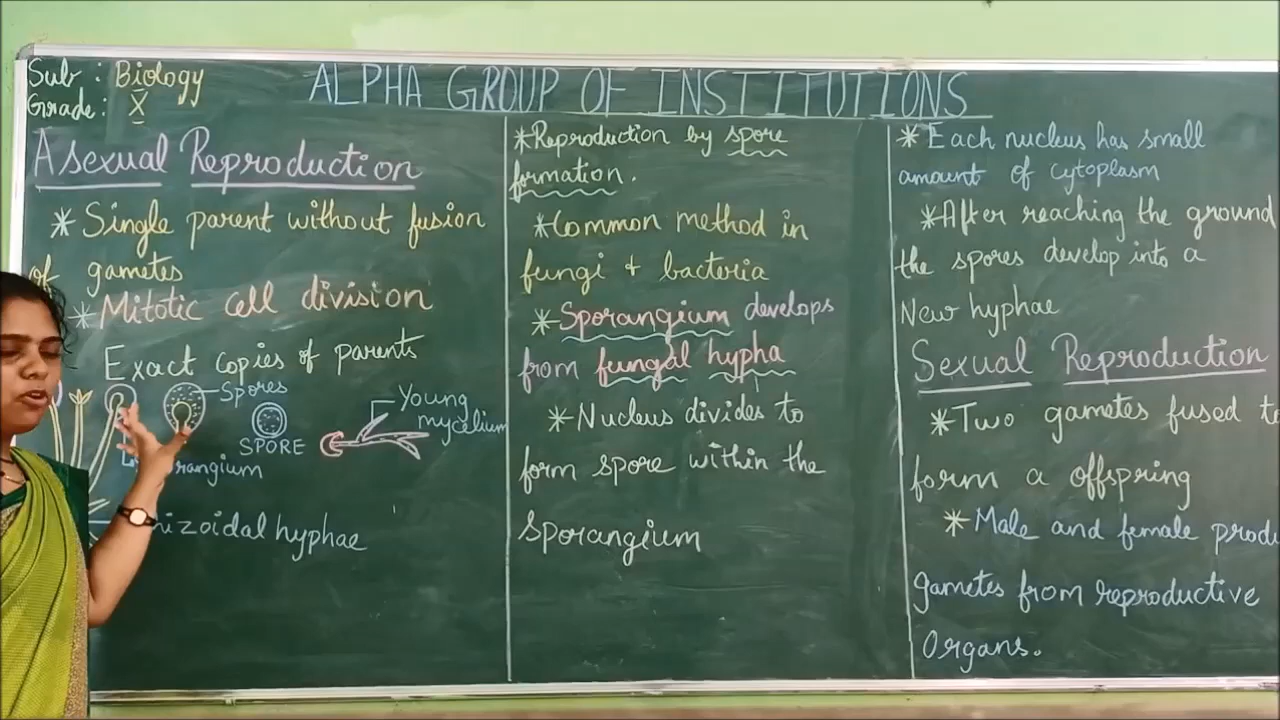 Sub : Biology
Grade : X
ALPHA GROUP OF INSTITUTIONS
Asexual Reproduction
* Single parent without fusion
of gametes
* Mitotic cell division
Exact copies of parents
Spores
SPORE
Young
mycelium
rangium
hizoidal hyphae
* Reproduction by spore
formation.
* Common method in
fungi + bacteria
* Sporangium develops
from fungal hypha
* Nucleus divides to
form spore within the
sporangium
* Each nucleus has small
amount of cytoplasm
* After reaching the ground
the spores develop into a
New hyphae
Sexual Reproduction
* Two gametes fused to
form a offspring
* Male and female produ
gametes from reproductive
Organs.